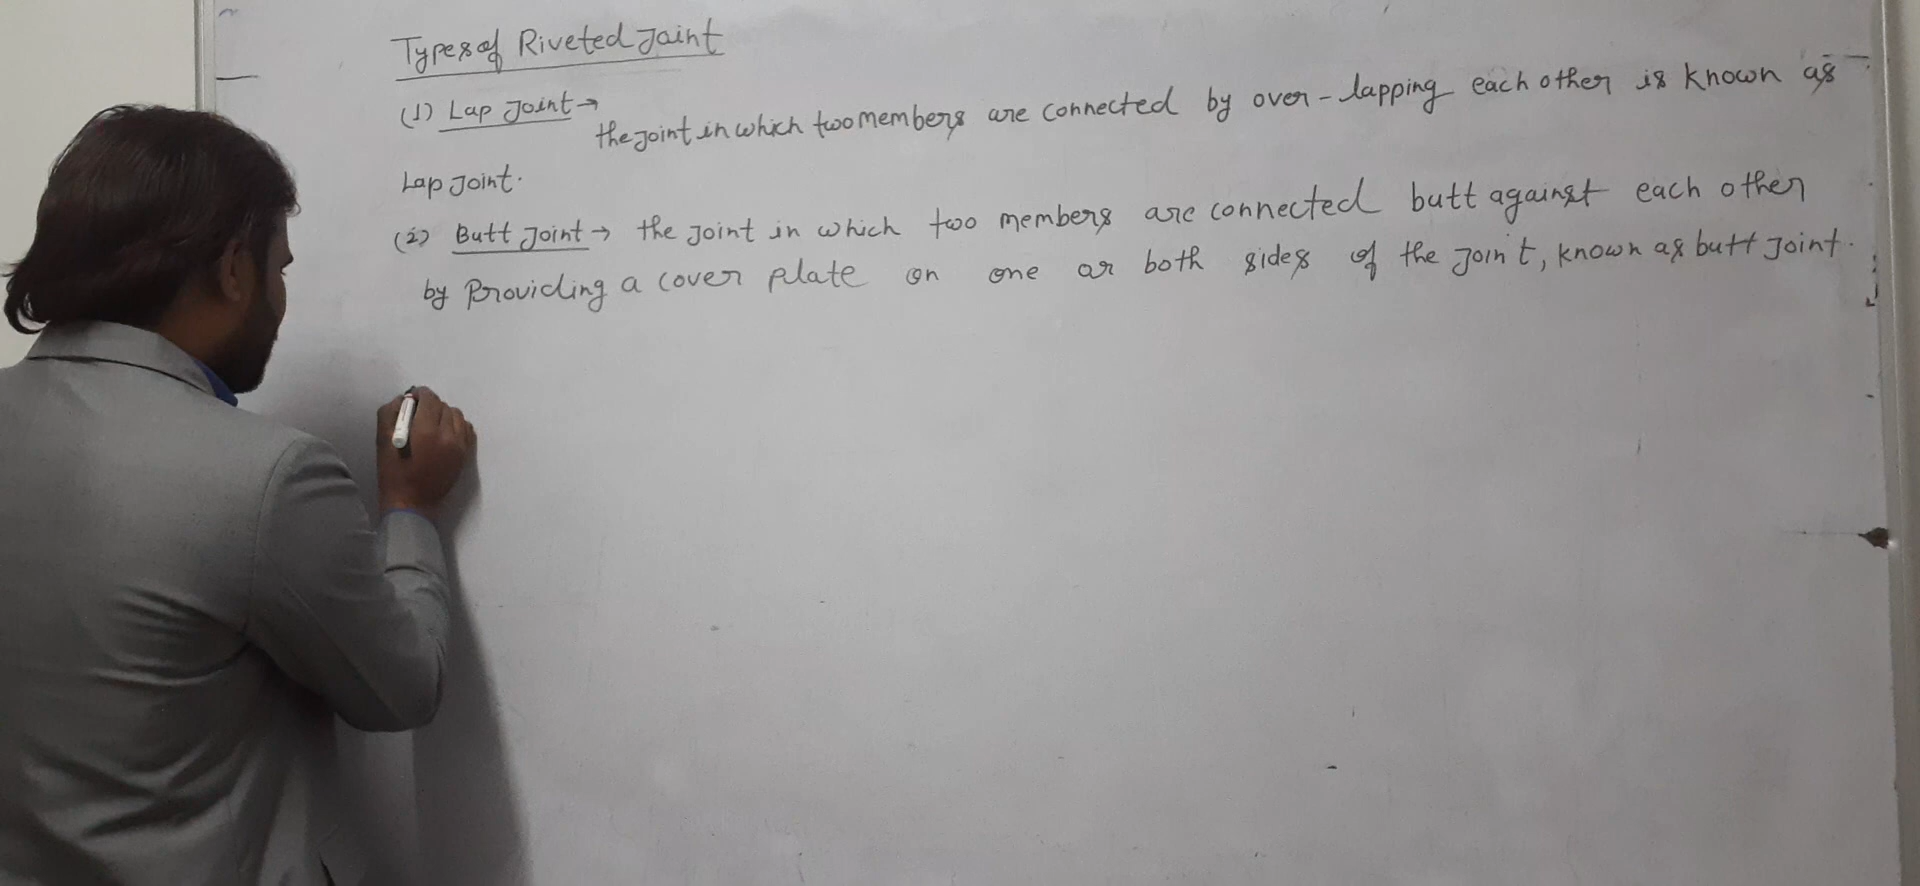 Types of Riveted Joint
(1) Lap Joint → the joint in which two members are connected by over-lapping each other is known as
Lap Joint.
(2) Butt Joint → the Joint in which two members are connected butt against each other
by Providing a cover plate on one or both sides of the Joint, known as butt Joint.